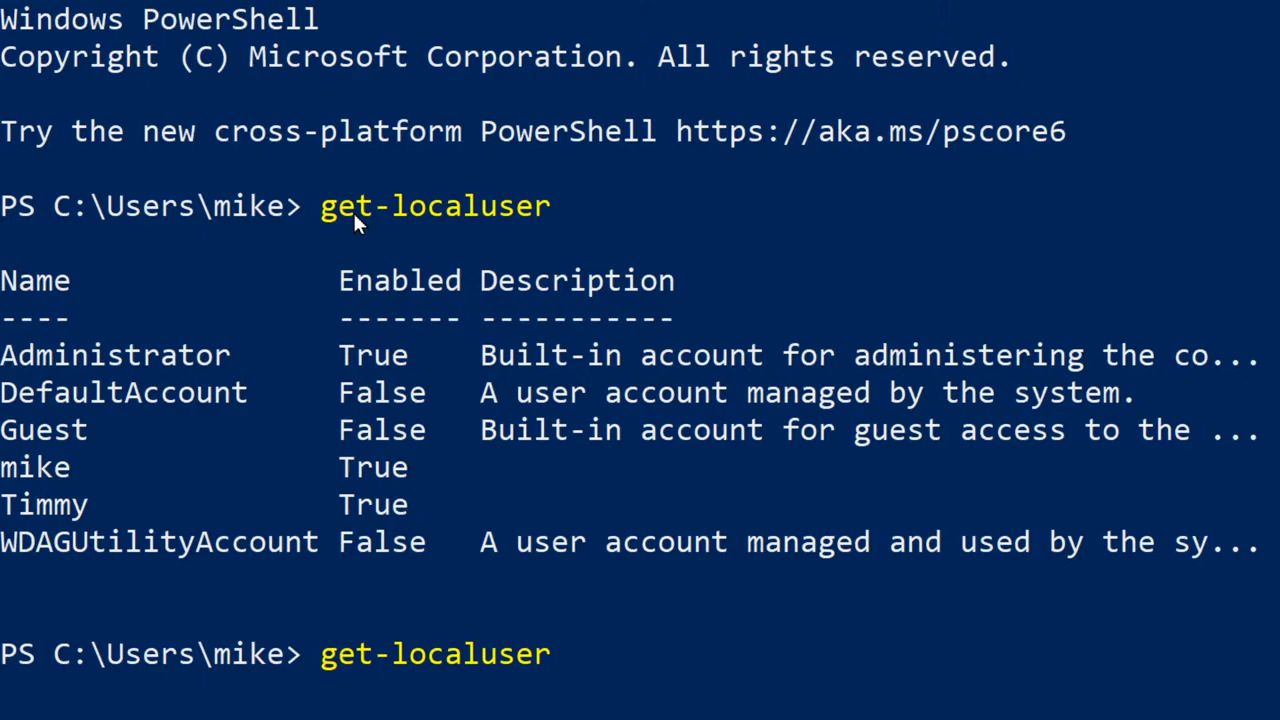 Windows PowerShell
Copyright (C) Microsoft Corporation. All rights reserved.
Try the new cross-platform PowerShell https://aka.ms/pscore6
PS C:\Users\mike> get-localuser
Name Enabled Description
---- ------- -----------
Administrator True Built-in account for administering the co...
DefaultAccount False A user account managed by the system.
Guest False Built-in account for guest access to the ...
mike True
Timmy True
WDAGUtilityAccount False A user account managed and used by the sy...
PS C:\Users\mike> get-localuser